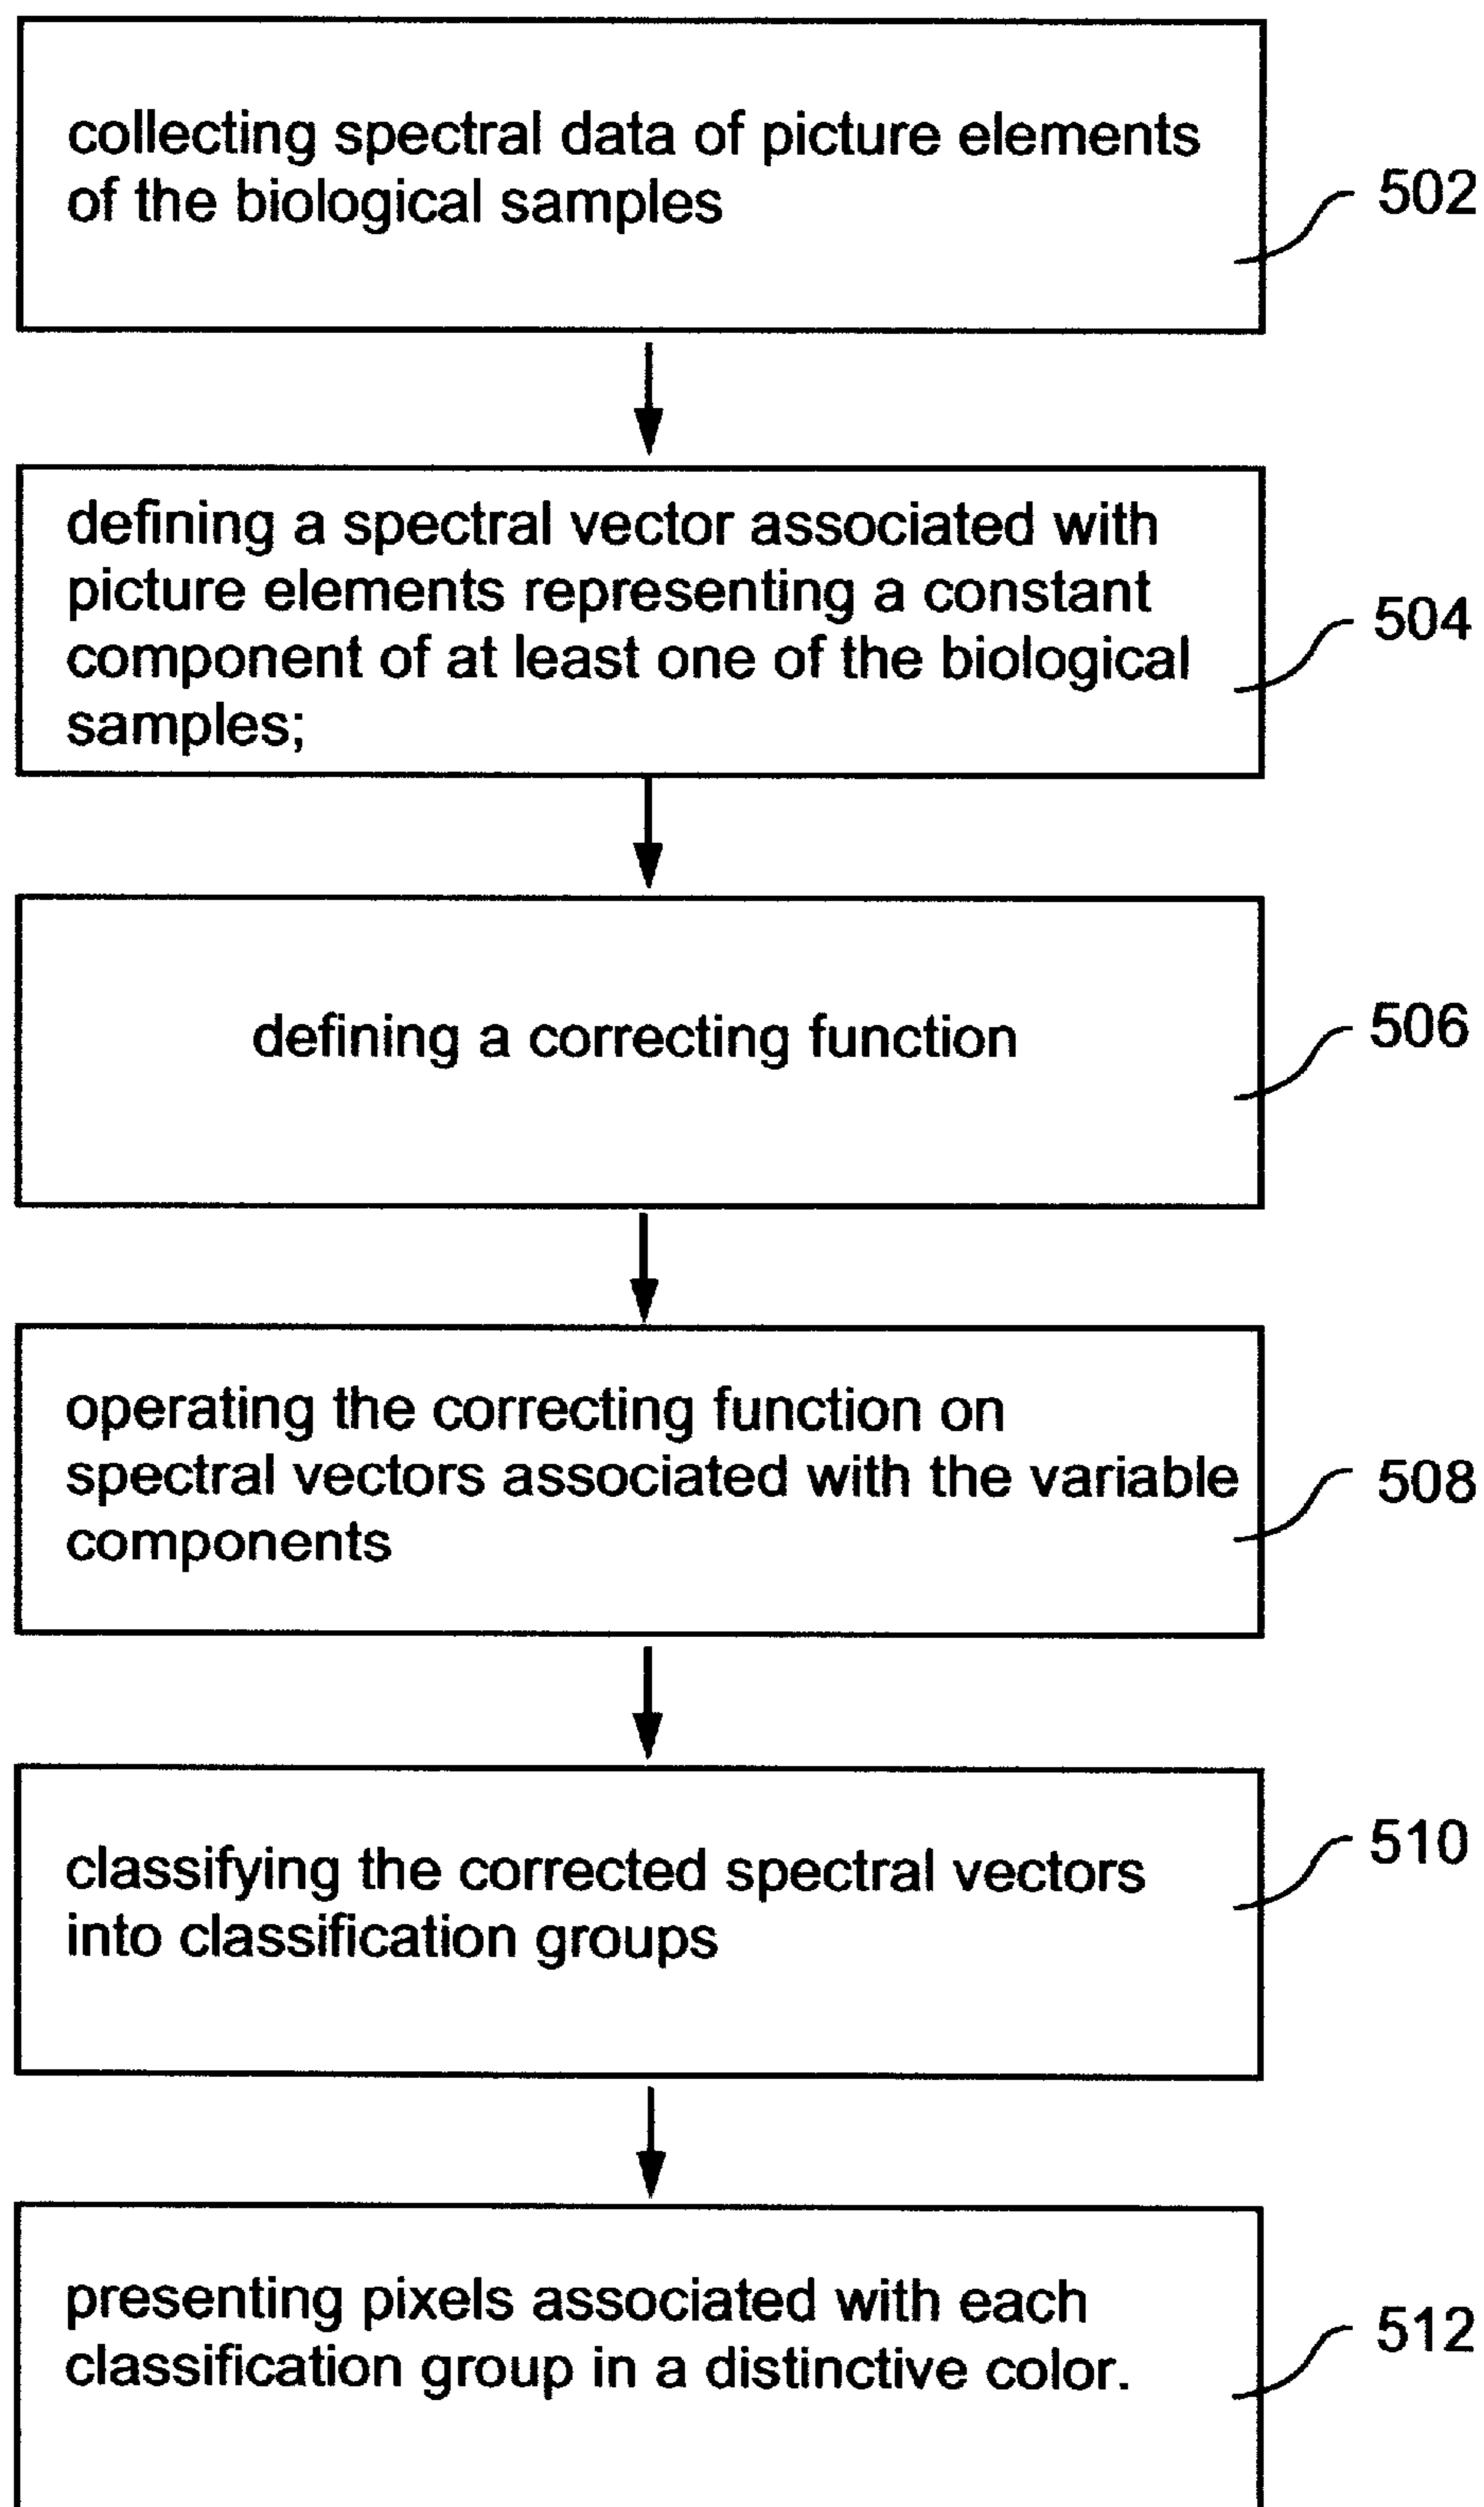 collecting spectral data of picture elements
of the biological samples
502
defining a spectral vector associated with
picture elements representing a constant
component of at least one of the biological
samples;
504
defining a correcting function
506
operating the correcting function on
spectral vectors associated with the variable
components
508
classifying the corrected spectral vectors
into classification groups
510
presenting pixels associated with each
classification group in a distinctive color.
512